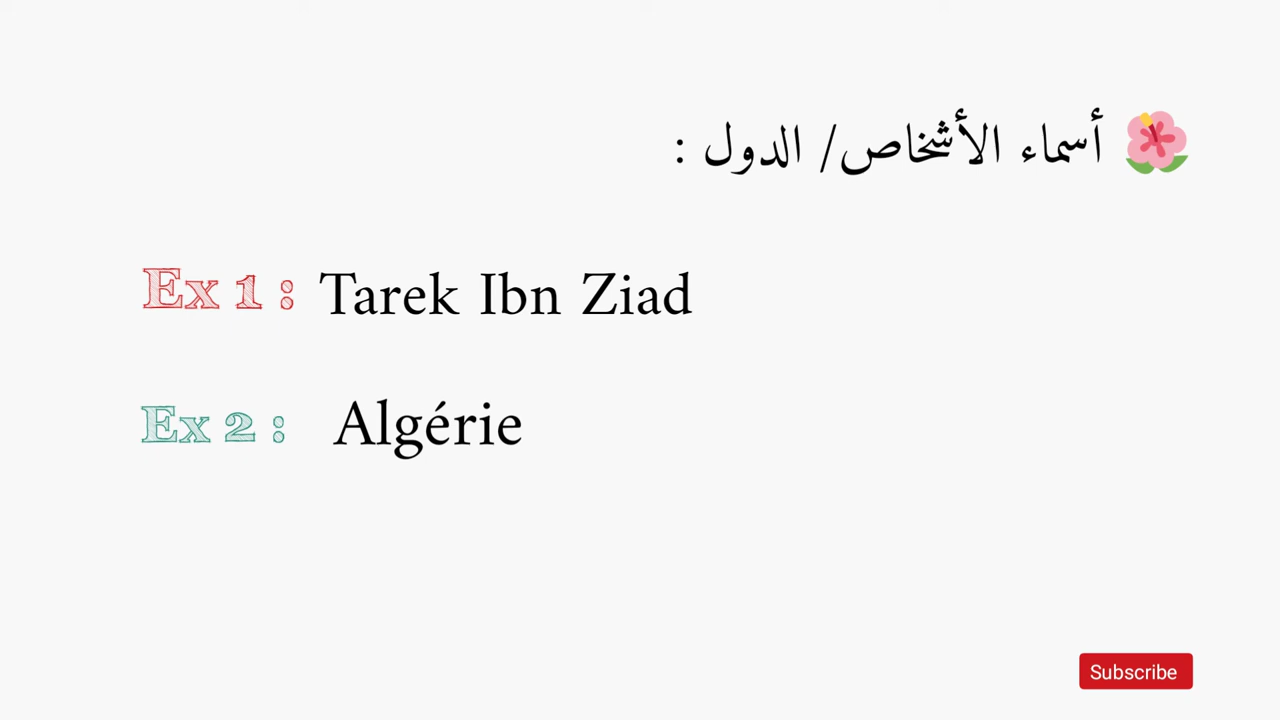 أسماء الأشخاص/ الدول :
Ex 1 : Tarek Ibn Ziad
Ex 2 : Algérie
Subscribe